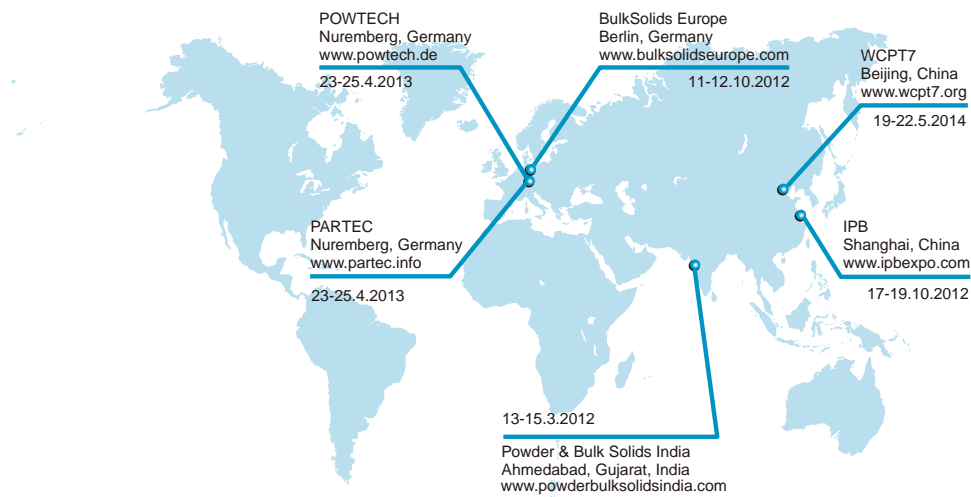 POWTECH
Nuremberg, Germany
www.powtech.de
23-25.4.2013
BulkSolids Europe
Berlin, Germany
www.bulksolidseurope.com
11-12.10.2012
WCPT7
Beijing, China
www.wcpt7.org
19-22.5.2014
PARTEC
Nuremberg, Germany
www.partec.info
23-25.4.2013
IPB
Shanghai, China
www.ipbexpo.com
17-19.10.2012
13-15.3.2012
Powder & Bulk Solids India
Ahmedabad, Gujarat, India
www.powderbulksolidsindia.com